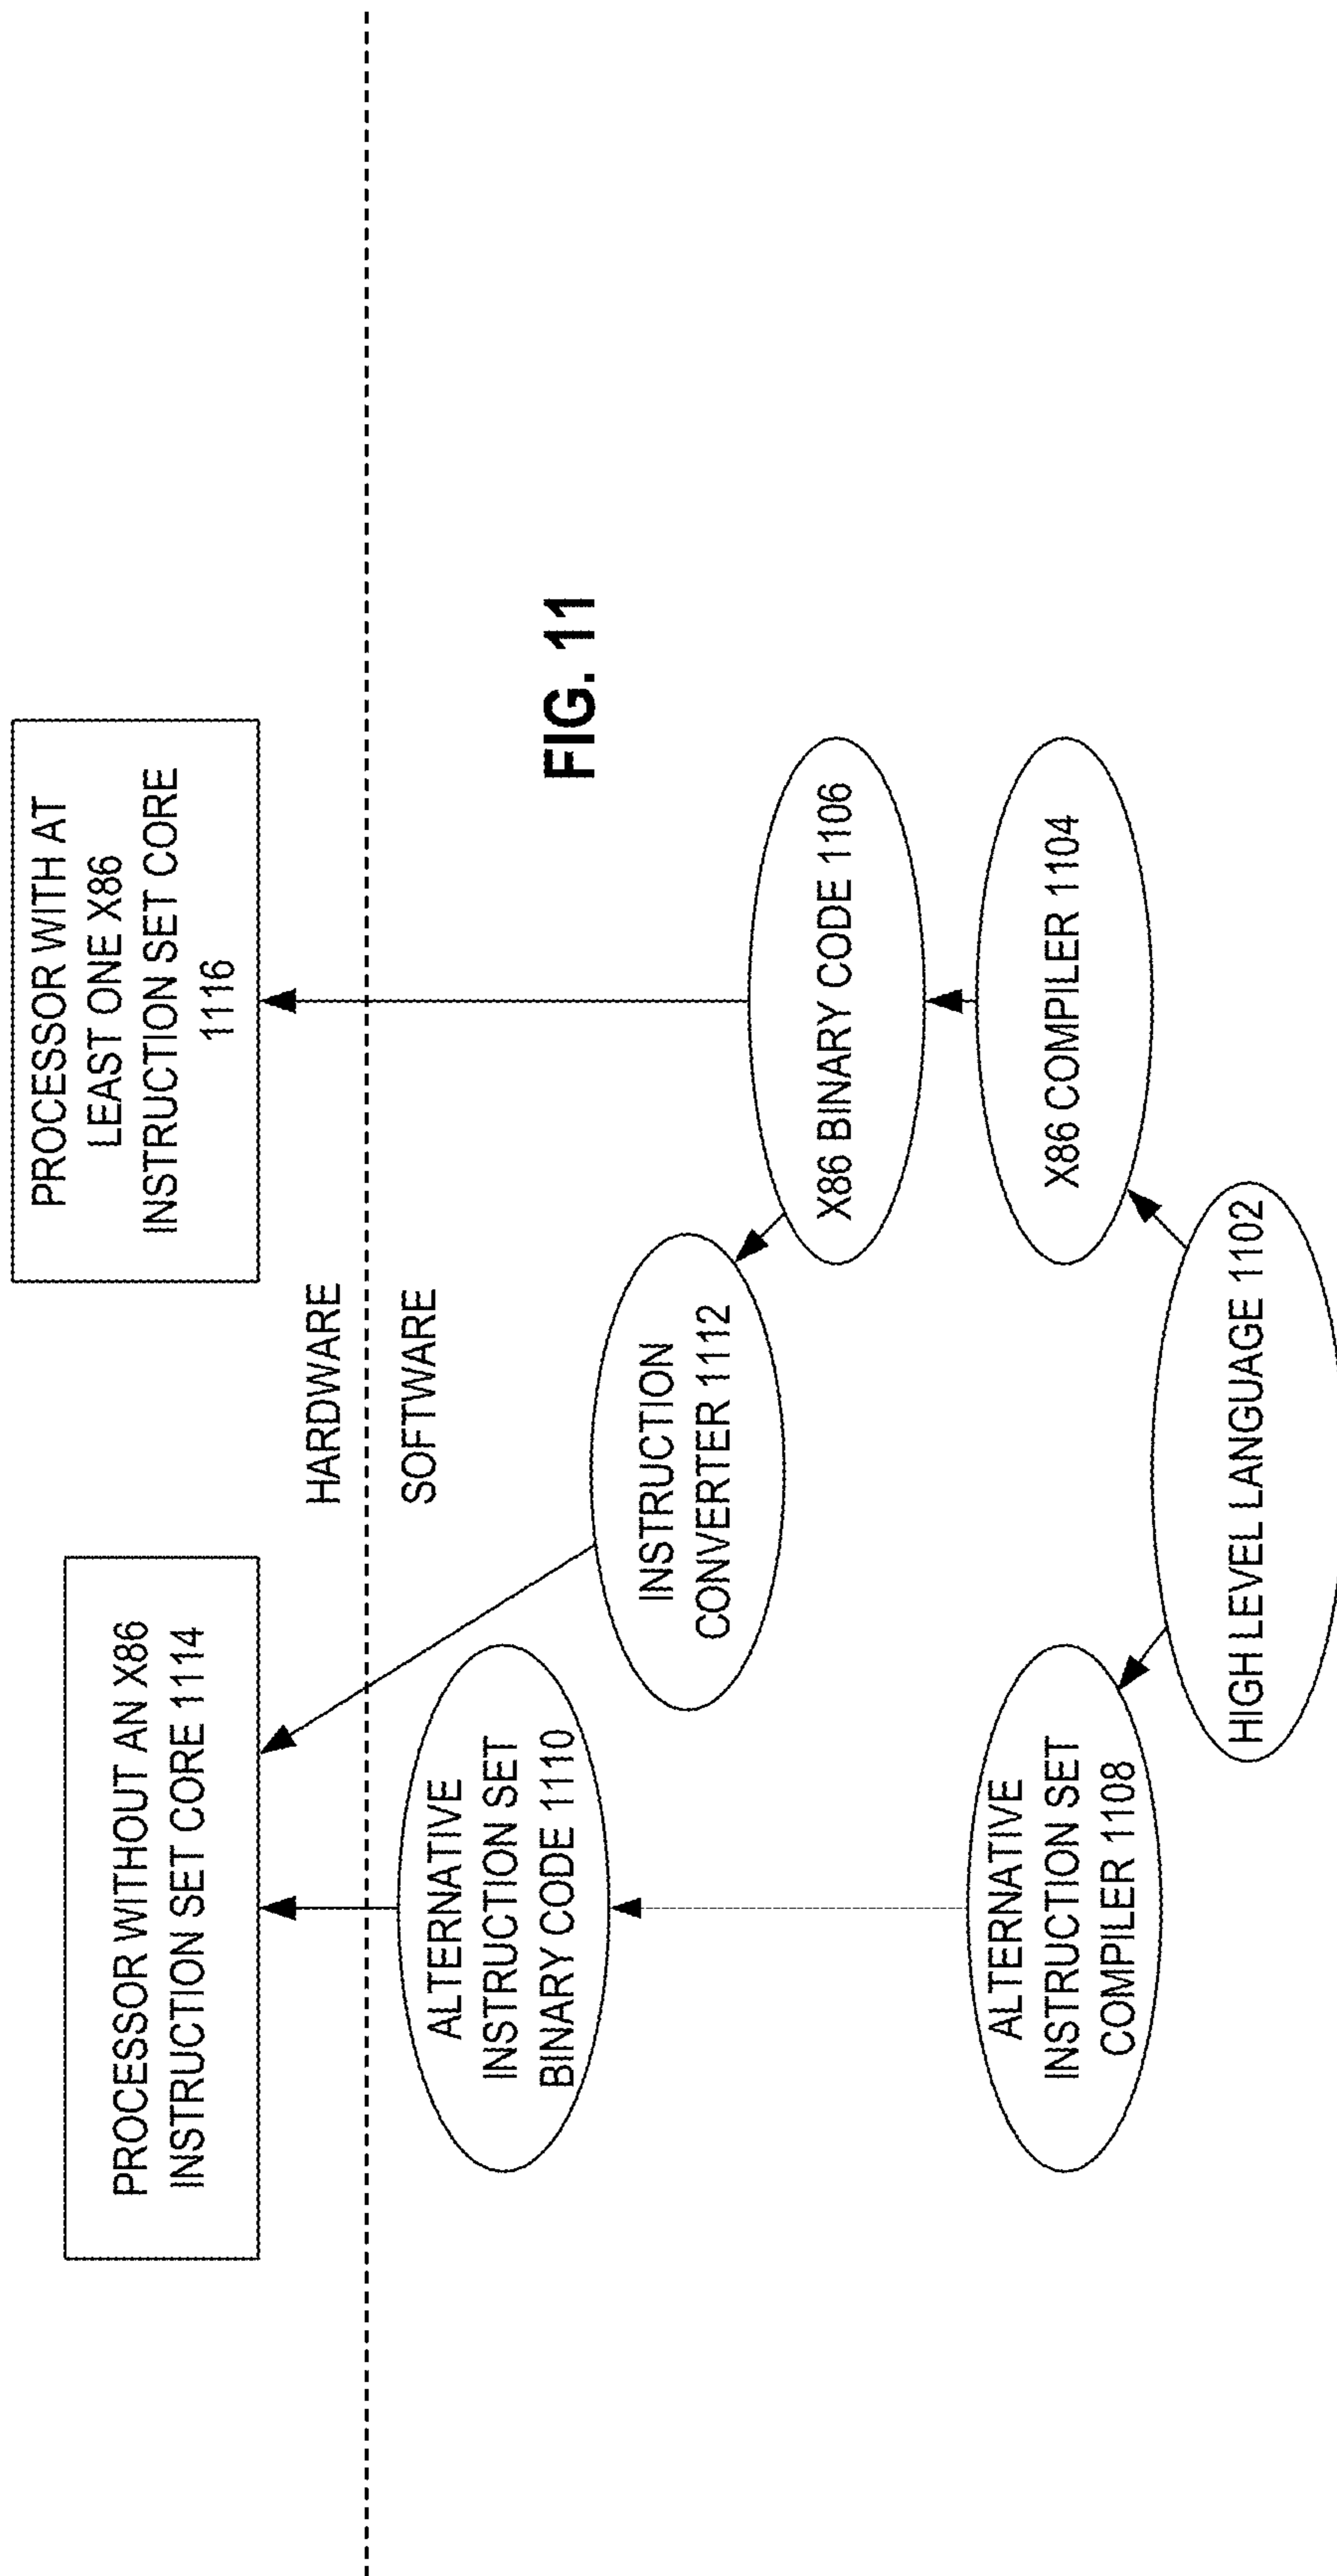 PROCESSOR WITHOUT AN X86
INSTRUCTION SET CORE 1114
PROCESSOR WITH AT
LEAST ONE X86
INSTRUCTION SET CORE
1116
HARDWARE
SOFTWARE
ALTERNATIVE
INSTRUCTION SET
BINARY CODE 1110
INSTRUCTION
CONVERTER 1112
FIG. 11
X86 BINARY CODE 1106
ALTERNATIVE
INSTRUCTION SET
COMPILER 1108
X86 COMPILER 1104
HIGH LEVEL LANGUAGE 1102